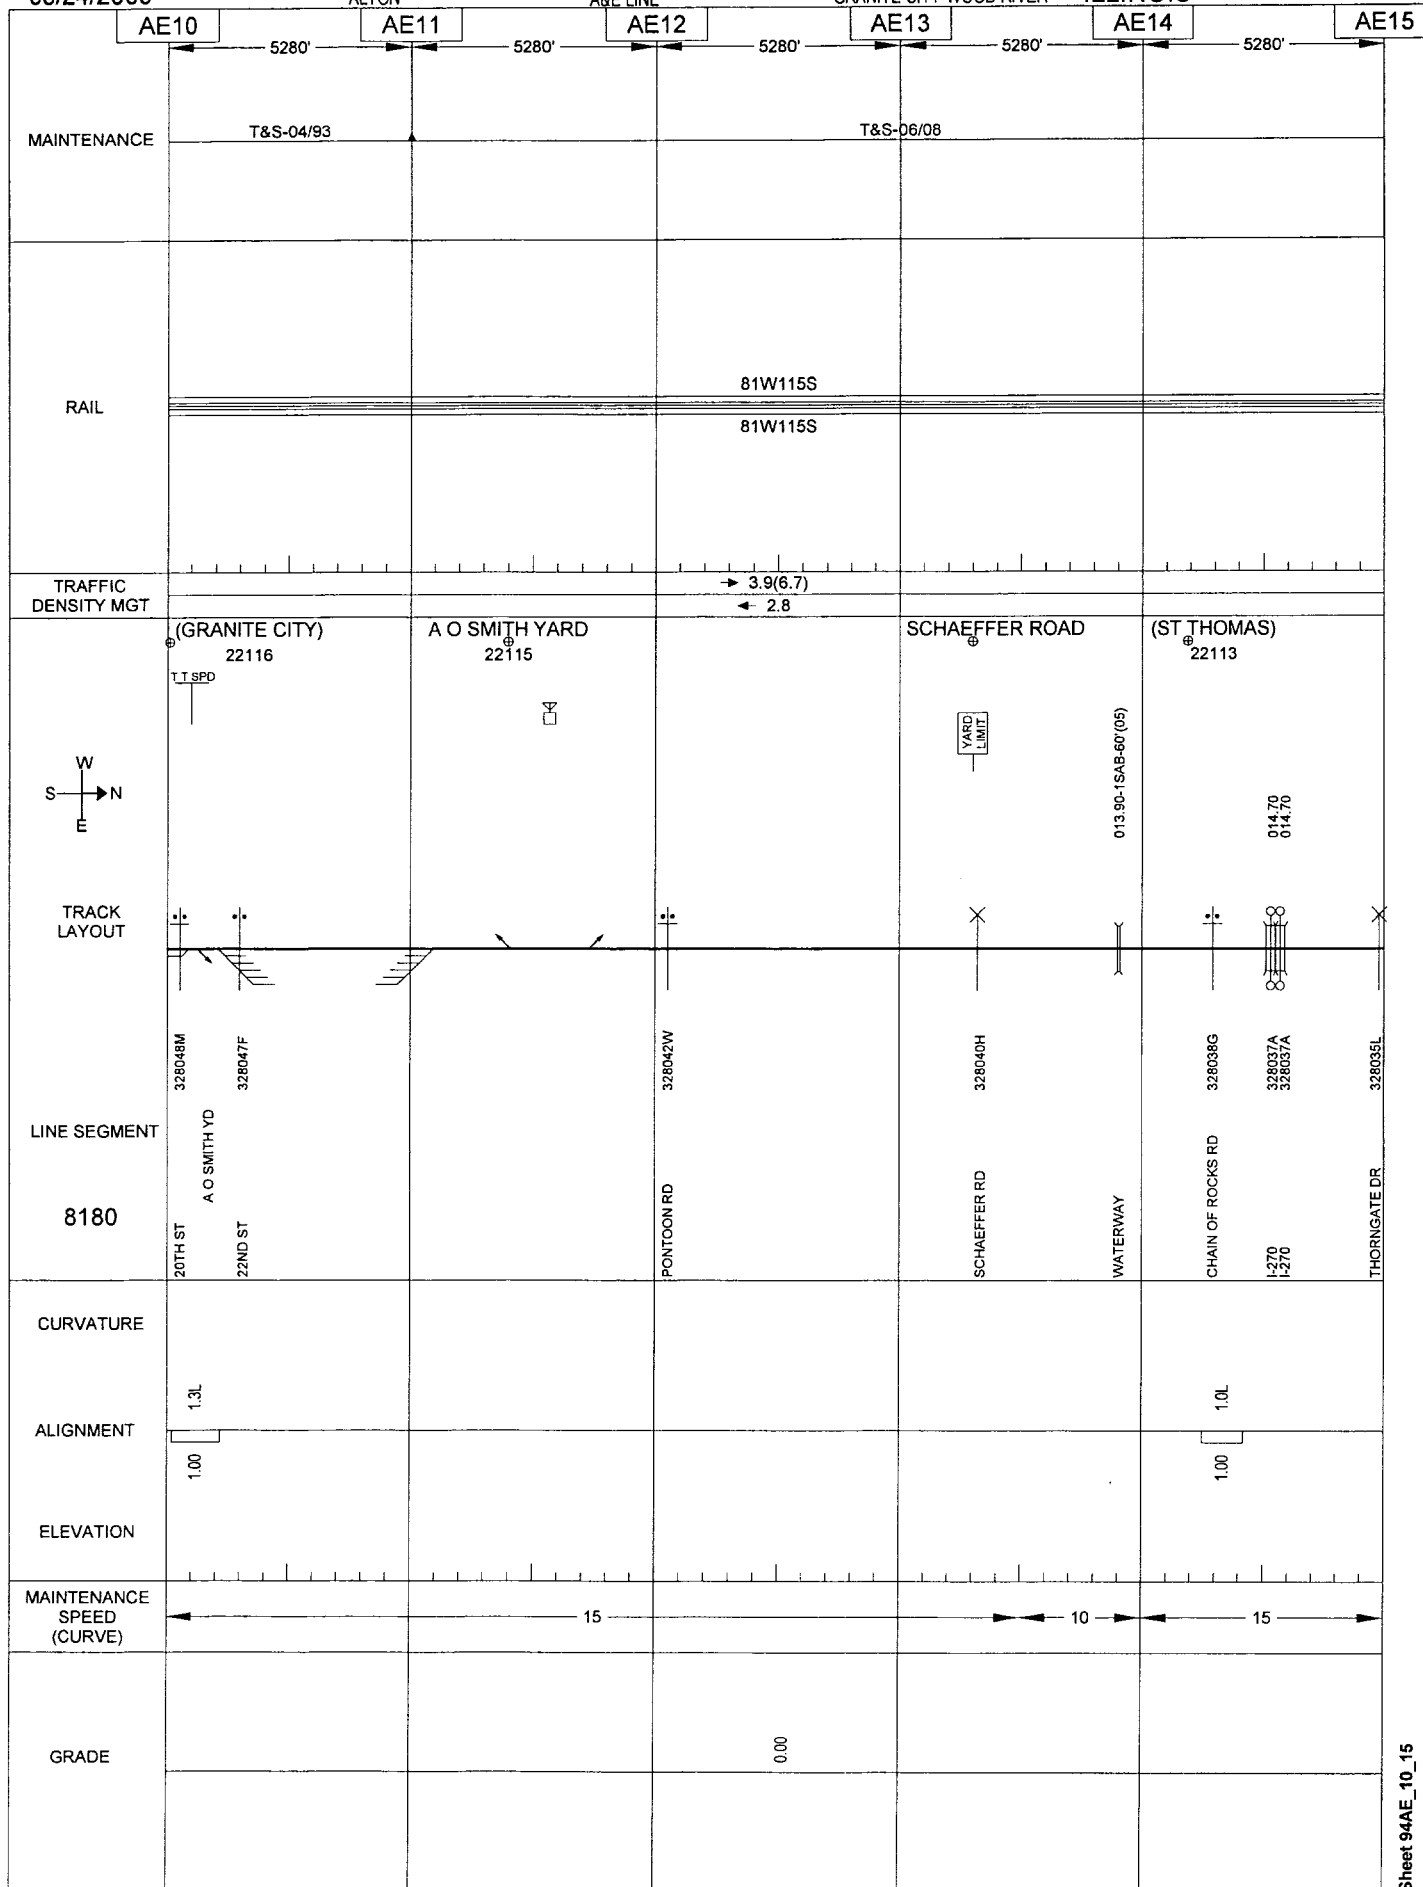 AE10 AE11 AE12 AE13 AE14 AE15
5280' 5280' 5280' 5280' 5280'
MAINTENANCE
T&S-04/93 T&S-06/08
RAIL
81W115S
81W115S
TRAFFIC
DENSITY MGT
3.9(6.7)
2.8
(GRANITE CITY) A O SMITH YARD SCHAEFFER ROAD (ST THOMAS)
22116 22115 22113
T T SPD
YARD
LIMIT
013.90-1SAB-60'(05)
014.70
014.70
W
S N
E
TRACK
LAYOUT
328048M
328047F
328042W
328040H
328038G
328037A
328037A
328035L
LINE SEGMENT
8180
20TH ST
A O SMITH YD
22ND ST
PONTOON RD
SCHAEFFER RD
WATERWAY
CHAIN OF ROCKS RD
I-270
I-270
THORNGATE DR
CURVATURE
1.3L 1.0L
ALIGNMENT
1.00 1.00
ELEVATION
MAINTENANCE
SPEED
(CURVE)
15 10 15
GRADE
0.00
Sheet 94AE_10_15